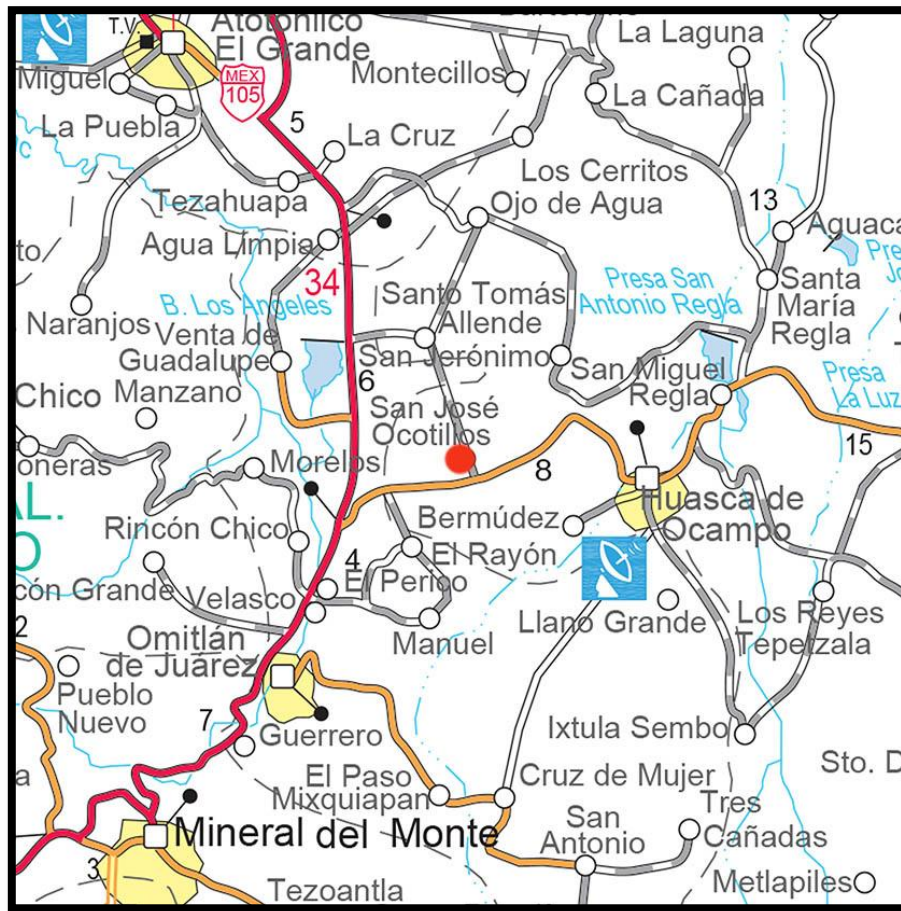 T.V.
Atotonilco
El Grande
La Laguna
Miguel
MEX
105
Montecillos
La Cañada
La Puebla
5
La Cruz
Los Cerritos
Tezahuapa
Ojo de Agua
13
Agua Limpia
34
Santo Tomás
Presa San
Antonio Regla
Santa
María
Regla
B. Los Angeles
Naranjos
Allende
Venta de
Guadalupe
San Jerónimo
San Miguel
Regla
6
Chico
Manzano
Presa
La Luz
San José
Ocotillos
15
Morelos
8
Huasca de
Ocampo
Rincón Chico
Bermúdez
El Rayón
4
El Perico
Grande
Velasco
Llano Grande
Los Reyes
Tepetzala
Manuel
2
Omitlán
de Juárez
Pueblo
Nuevo
7
Guerrero
Ixtula Sembo
El Paso
Mixquiapan
Cruz de Mujer
Sto. D
Mineral del Monte
San
Antonio
Tres
Cañadas
3
Tezoantla
Metlapiles